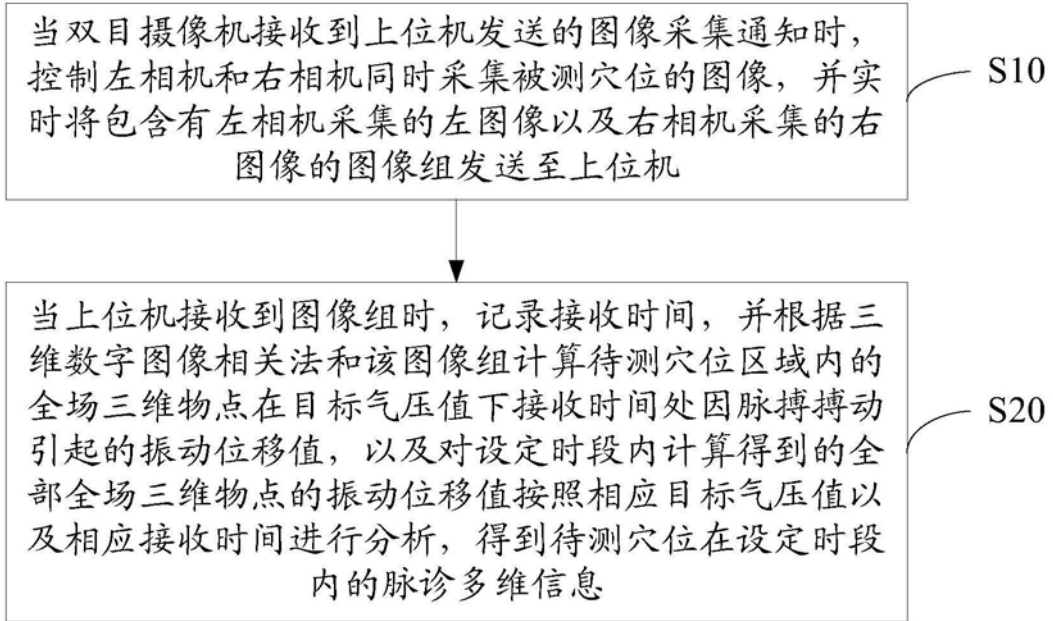 当双目摄像机接收到上位机发送的图像采集通知时，
控制左相机和右相机同时采集被测穴位的图像，并实
时将包含有左相机采集的左图像以及右相机采集的右
图像的图像组发送至上位机
S10
当上位机接收到图像组时，记录接收时间，并根据三
维数字图像相关法和该图像组计算待测穴位区域内的
全场三维物点在目标气压值下接收时间处因脉搏搏动
引起的振动位移值，以及对设定时段内计算得到的全
部全场三维物点的振动位移值按照相应目标气压值以
及相应接收时间进行分析，得到待测穴位在设定时段
内的脉诊多维信息
S20